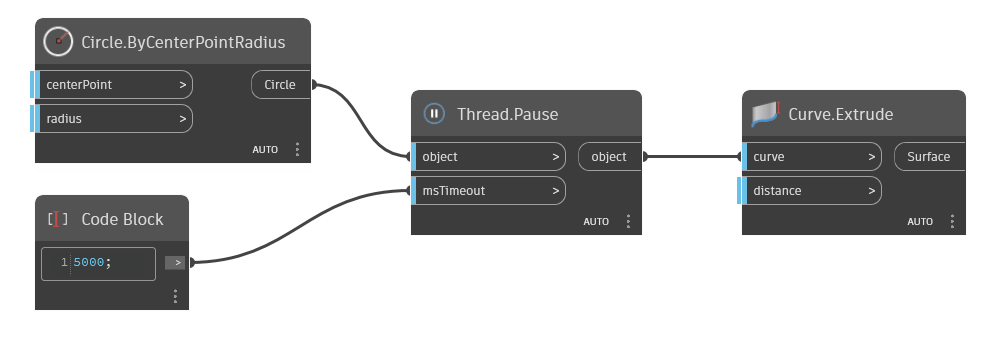 Circle.ByCenterPointRadius
centerPoint >
Circle
radius >
AUTO
Code Block
1 5000;
>
Thread.Pause
object >
object
msTimeout >
AUTO
Curve.Extrude
curve >
Surface
distance >
AUTO